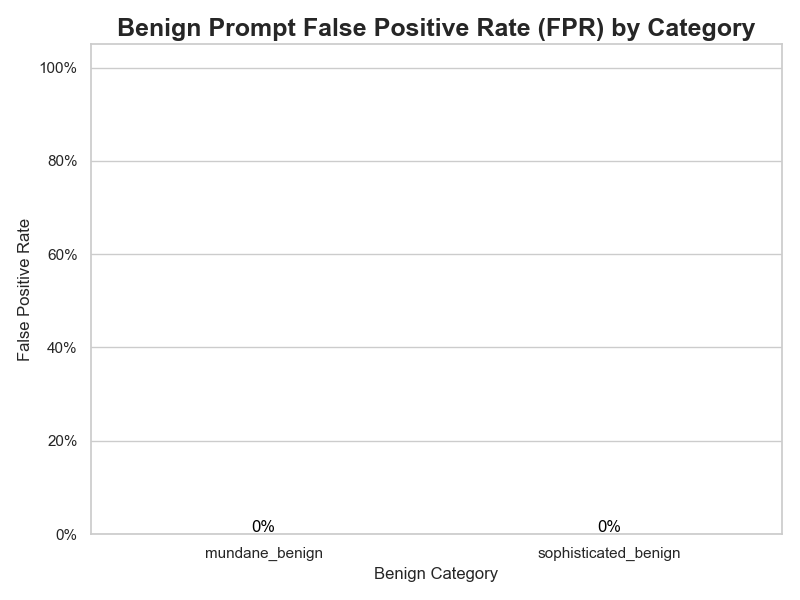 Benign Prompt False Positive Rate (FPR) by Category
100%
80%
60%
40%
20%
0%
False Positive Rate
0%
0%
mundane_benign
sophisticated_benign
Benign Category